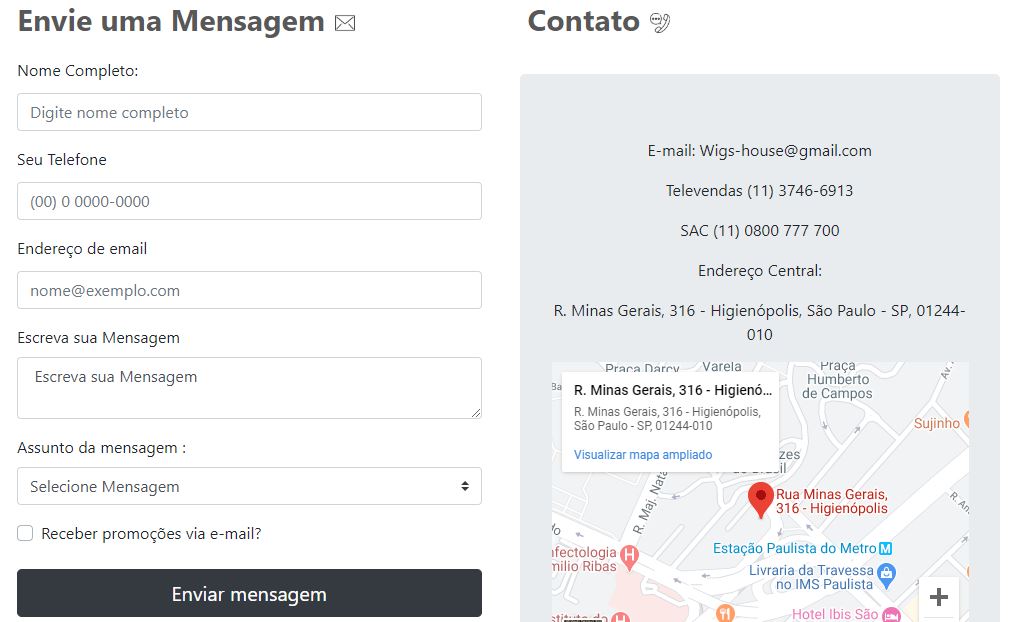 Envie uma Mensagem
Nome Completo:
Digite nome completo
Seu Telefone
(00) 0 0000-0000
Endereço de email
nome@exemplo.com
Escreva sua Mensagem
Escreva sua Mensagem
Assunto da mensagem :
Selecione Mensagem
Receber promoções via e-mail?
Enviar mensagem
Contato
E-mail: Wigs-house@gmail.com
Televendas (11) 3746-6913
SAC (11) 0800 777 700
Endereço Central:
R. Minas Gerais, 316 - Higienópolis, São Paulo - SP, 01244-
010
Praça Darcy
Varela
Praça
Humberto
de Campos
Av.
R. Minas Gerais, 316 - Higienó...
R. Minas Gerais, 316 - Higienópolis,
São Paulo - SP, 01244-010
Visualizar mapa ampliado
Sujinho
R. Maj. Nata
Rua Minas Gerais,
316 - Higienópolis
R. An
Estação Paulista do Metro M
nfectologia H
milio Ribas
Livraria da Travessa
no IMS Paulista
Hotel Ibis São
H
+